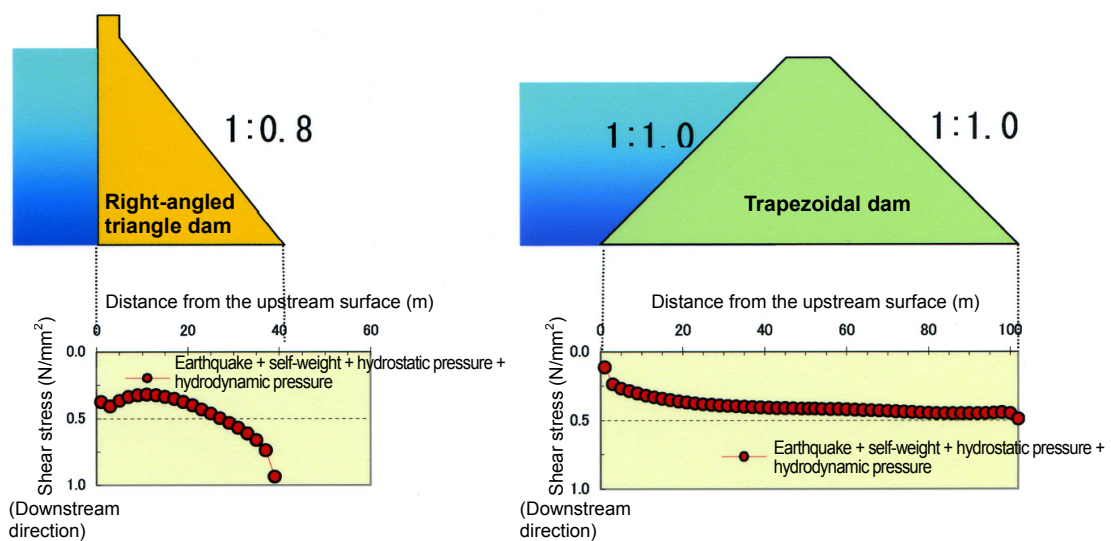 1:0.8
Right-angled
triangle dam
Distance from the upstream surface (m)
0 20 40 60
Shear stress (N/mm²)
0.0
0.5
1.0
Earthquake + self-weight + hydrostatic pressure +
hydrodynamic pressure
(Downstream
direction)
1:1.0
1:1.0
Trapezoidal dam
Distance from the upstream surface (m)
0 20 40 60 80 100
Shear stress (N/mm²)
0.0
0.5
1.0
Earthquake + self-weight + hydrostatic pressure +
hydrodynamic pressure
(Downstream
direction)